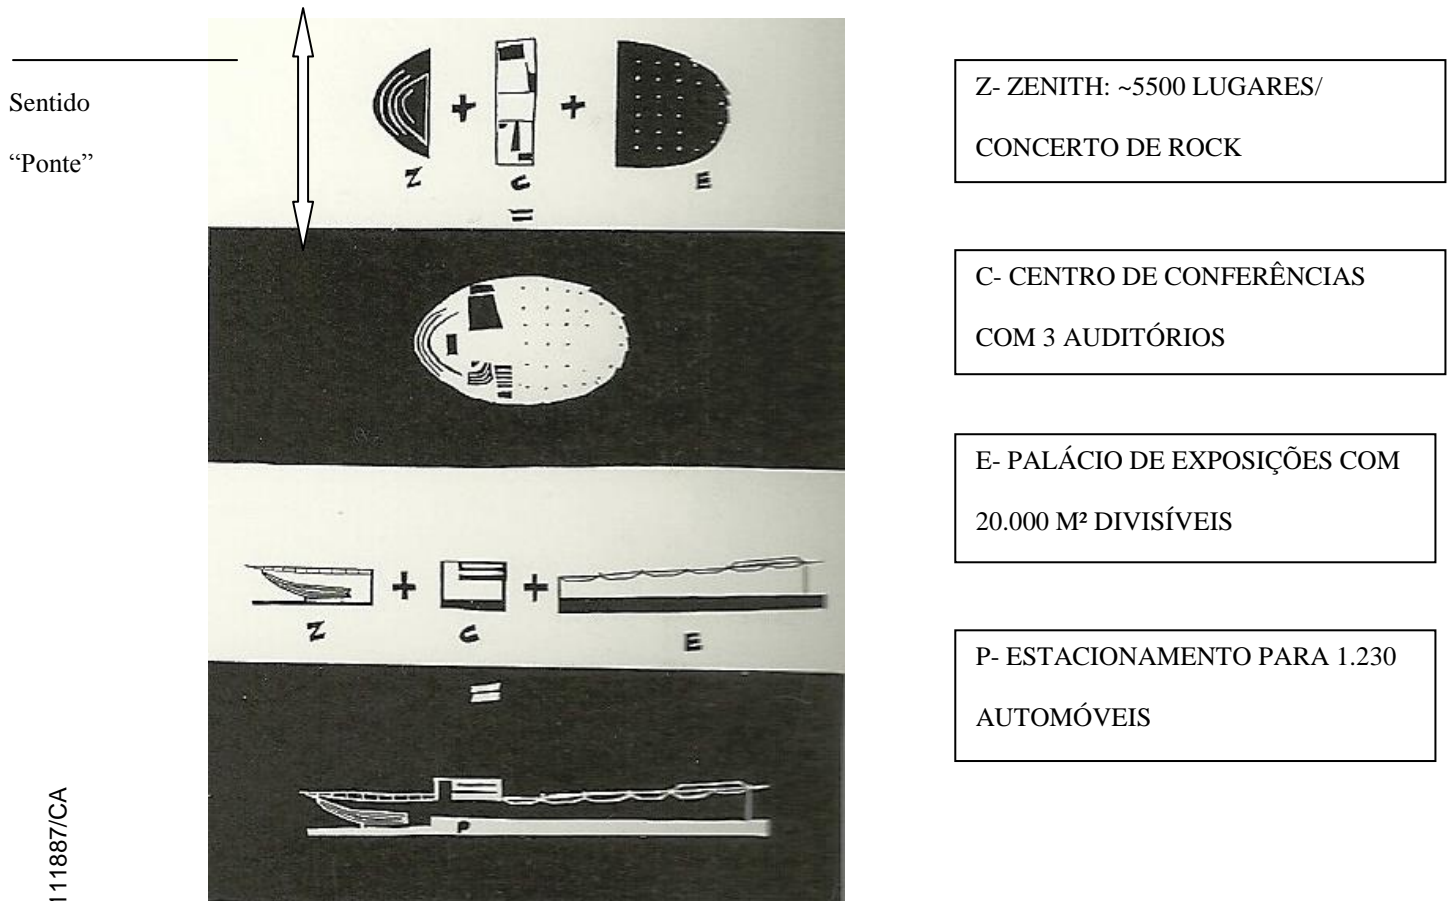 Sentido
“Ponte”
Z + C + E
=
Z + C + E
=
P
Z- ZENITH: ~5500 LUGARES/
CONCERTO DE ROCK
C- CENTRO DE CONFERÊNCIAS
COM 3 AUDITÓRIOS
E- PALÁCIO DE EXPOSIÇÕES COM
20.000 M² DIVISÍVEIS
P- ESTACIONAMENTO PARA 1.230
AUTOMÓVEIS
111887/CA